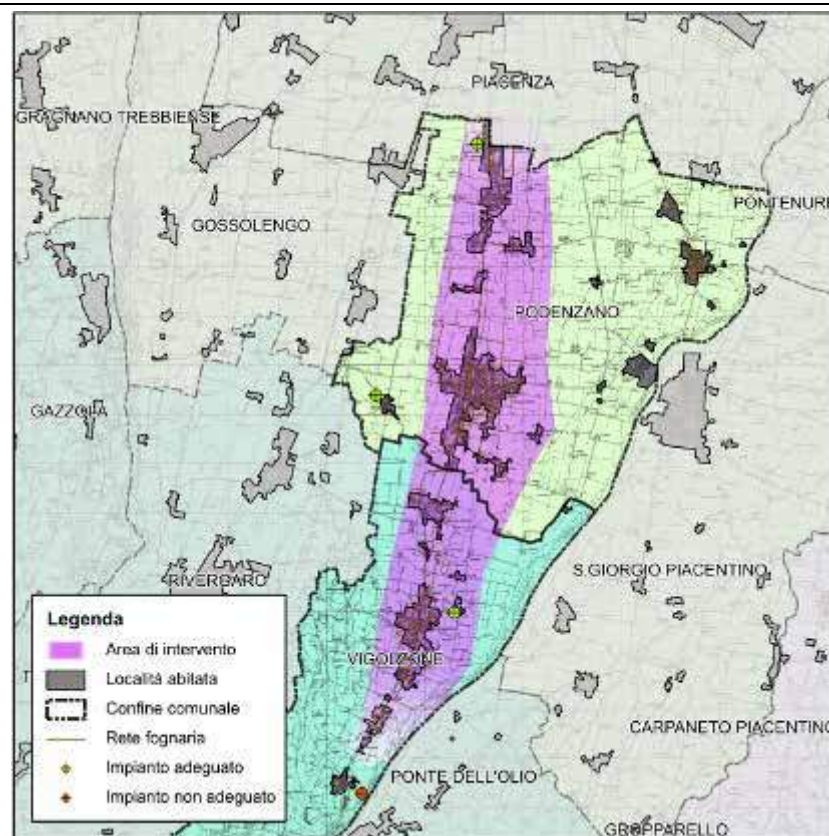 PIACENZA
GRAGNANO TREBBIENSE
GOSSOLENGO
PONTENURE
PODENZANO
GAZZOLA
RIVERGARO
S.GIORGIO PIACENTINO
VIGOLZONE
CARPANETO PIACENTINO
PONTE DELL'OLIO
GROPPARELLO
Legenda
Area di intervento
Località abitata
Confine comunale
Rete fognaria
Impianto adeguato
Impianto non adeguato